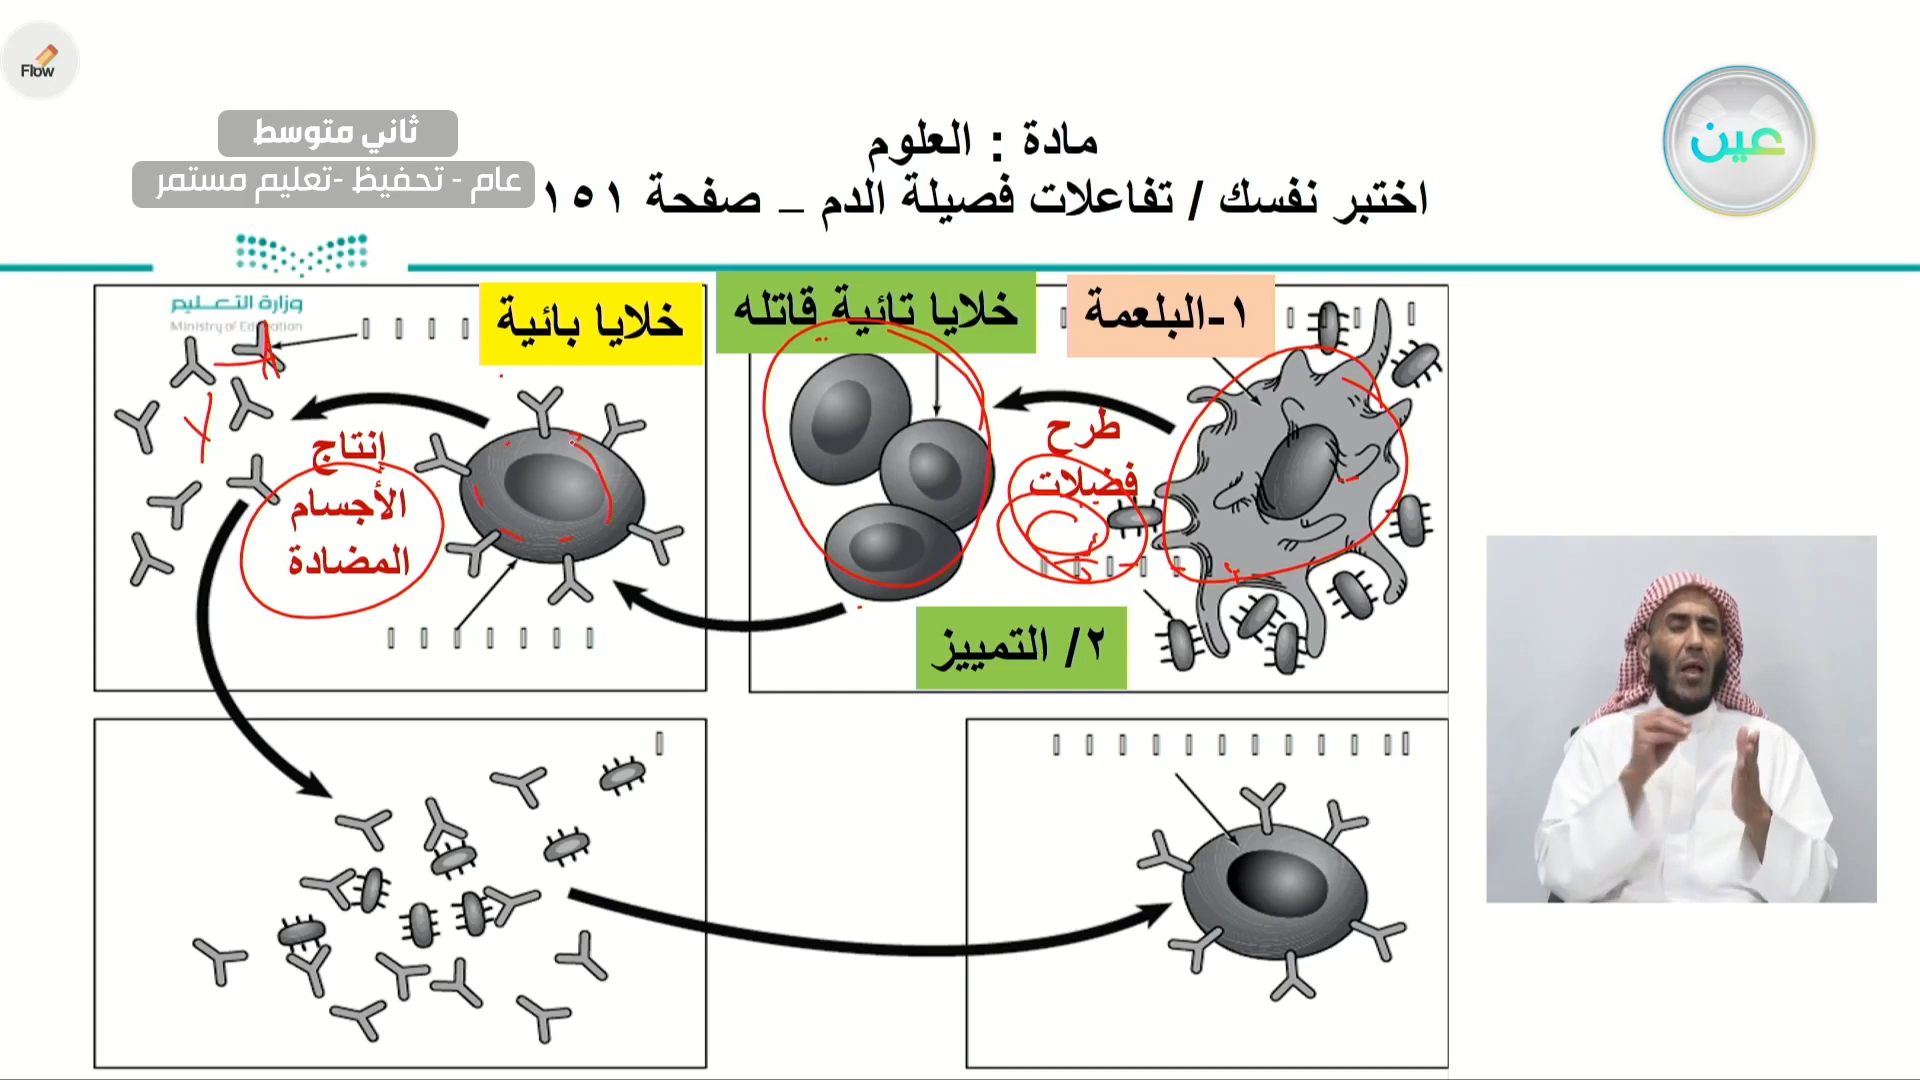 Flow
عين
ثاني متوسط
عام - تحفيظ -تعليم مستمر
مادة : العلوم
اختبر نفسك / تفاعلات فصيلة الدم – صفحة ١٥١
وزارة التعليم
Ministry of Education
١-البلعمة
خلايا تائية قاتله
خلايا بائية
طرح
فضيلات
إنتاج
الأجسام
المضادة
٢/ التمييز